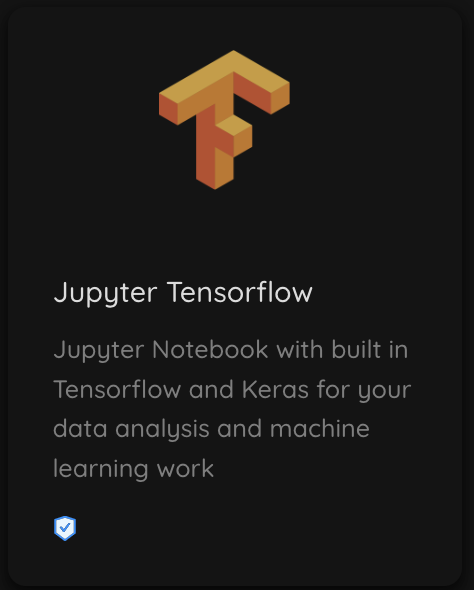 Jupyter Tensorflow
Jupyter Notebook with built in
Tensorflow and Keras for your
data analysis and machine
learning work